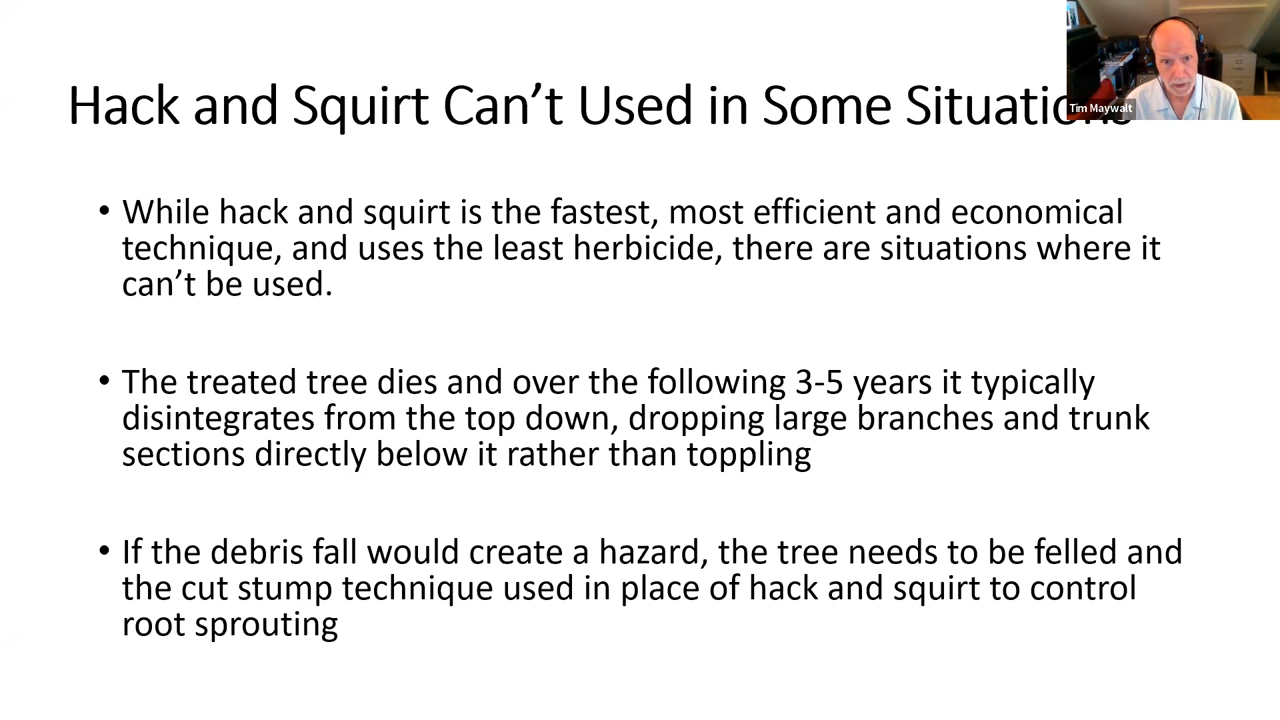 Hack and Squirt Can't Used in Some Situations
Tim Maywalt
• While hack and squirt is the fastest, most efficient and economical
technique, and uses the least herbicide, there are situations where it
can't be used.
• The treated tree dies and over the following 3-5 years it typically
disintegrates from the top down, dropping large branches and trunk
sections directly below it rather than toppling
• If the debris fall would create a hazard, the tree needs to be felled and
the cut stump technique used in place of hack and squirt to control
root sprouting